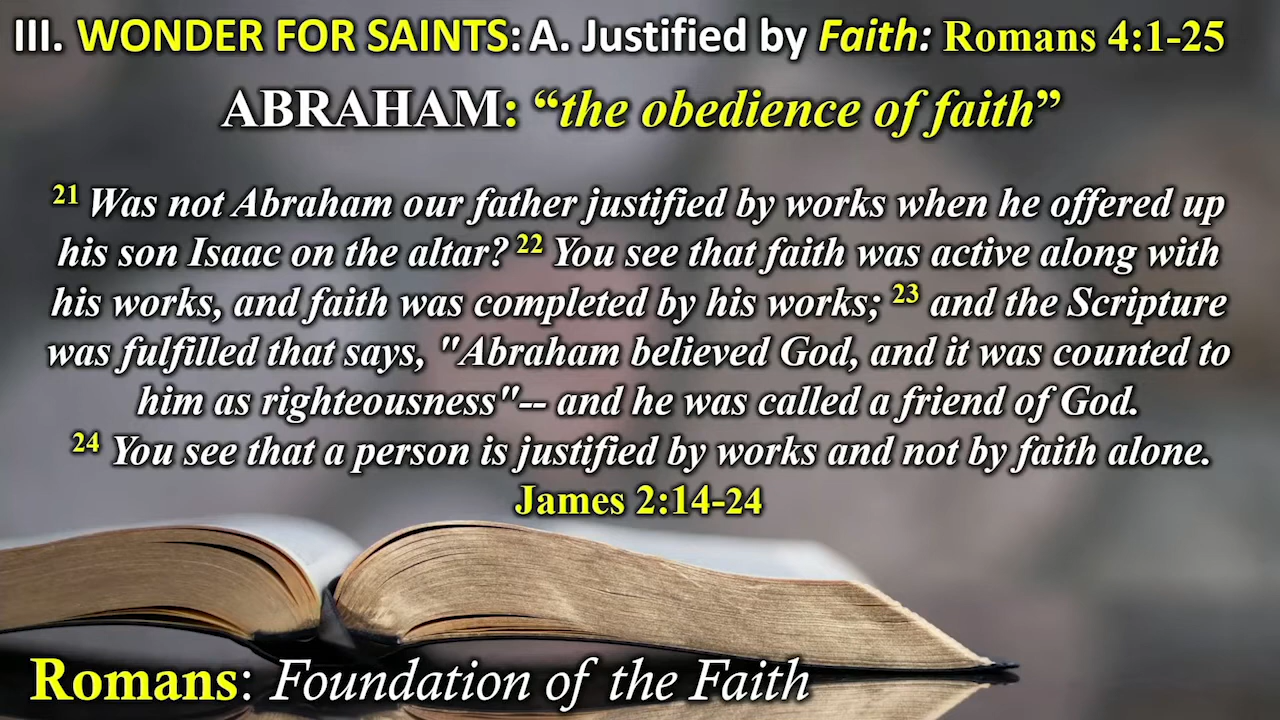 III. WONDER FOR SAINTS: A. Justified by Faith: Romans 4:1-25
ABRAHAM: “the obedience of faith”
21 Was not Abraham our father justified by works when he offered up
his son Isaac on the altar? 22 You see that faith was active along with
his works, and faith was completed by his works; 23 and the Scripture
was fulfilled that says, "Abraham believed God, and it was counted to
him as righteousness"-- and he was called a friend of God.
24 You see that a person is justified by works and not by faith alone.
James 2:14-24
Romans: Foundation of the Faith